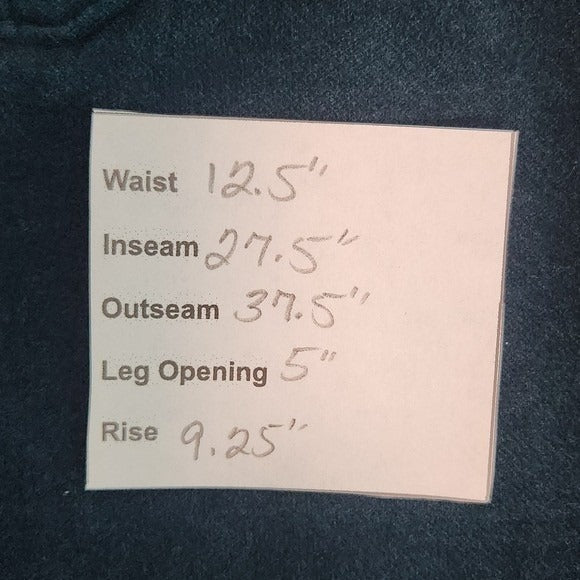 Waist 12.5"
Inseam 27.5"
Outseam 37.5"
Leg Opening 5"
Rise 9.25"